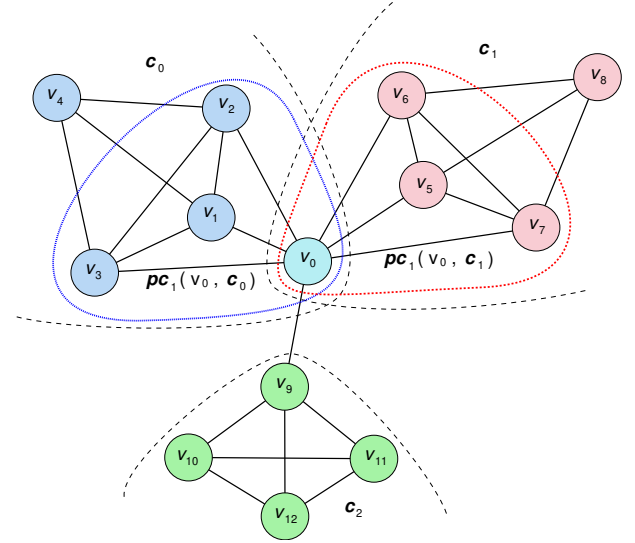 c₁
c₀
v₈
v₆
v₄
v₂
v₅
v₁
v₇
v₀
v₃
pc₁(v₀, c₀)
pc₁(v₀, c₁)
v₉
v₁₀
v₁₁
c₂
v₁₂